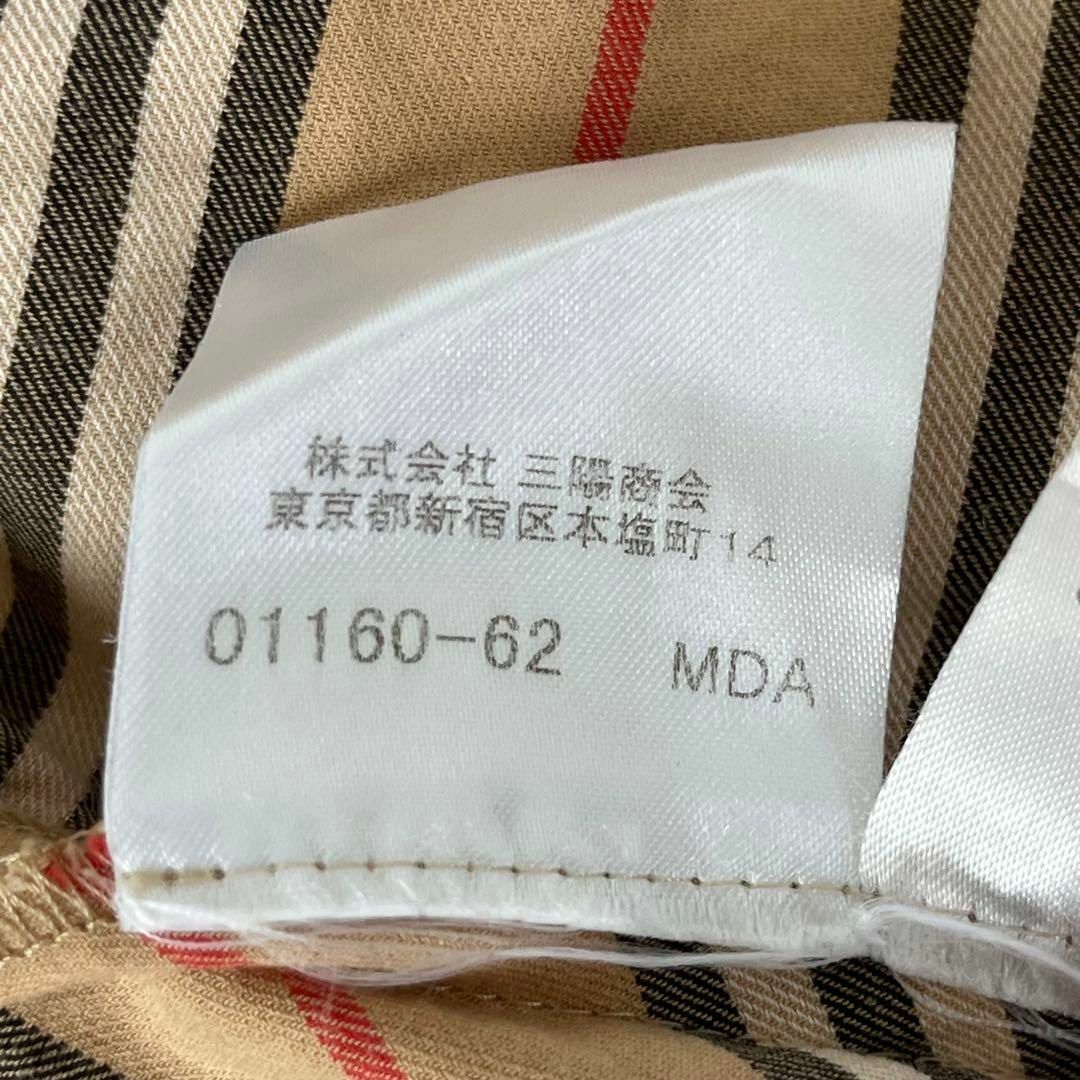 株式会社 三陽商会
東京都新宿区本塩町14
01160-62 MDA